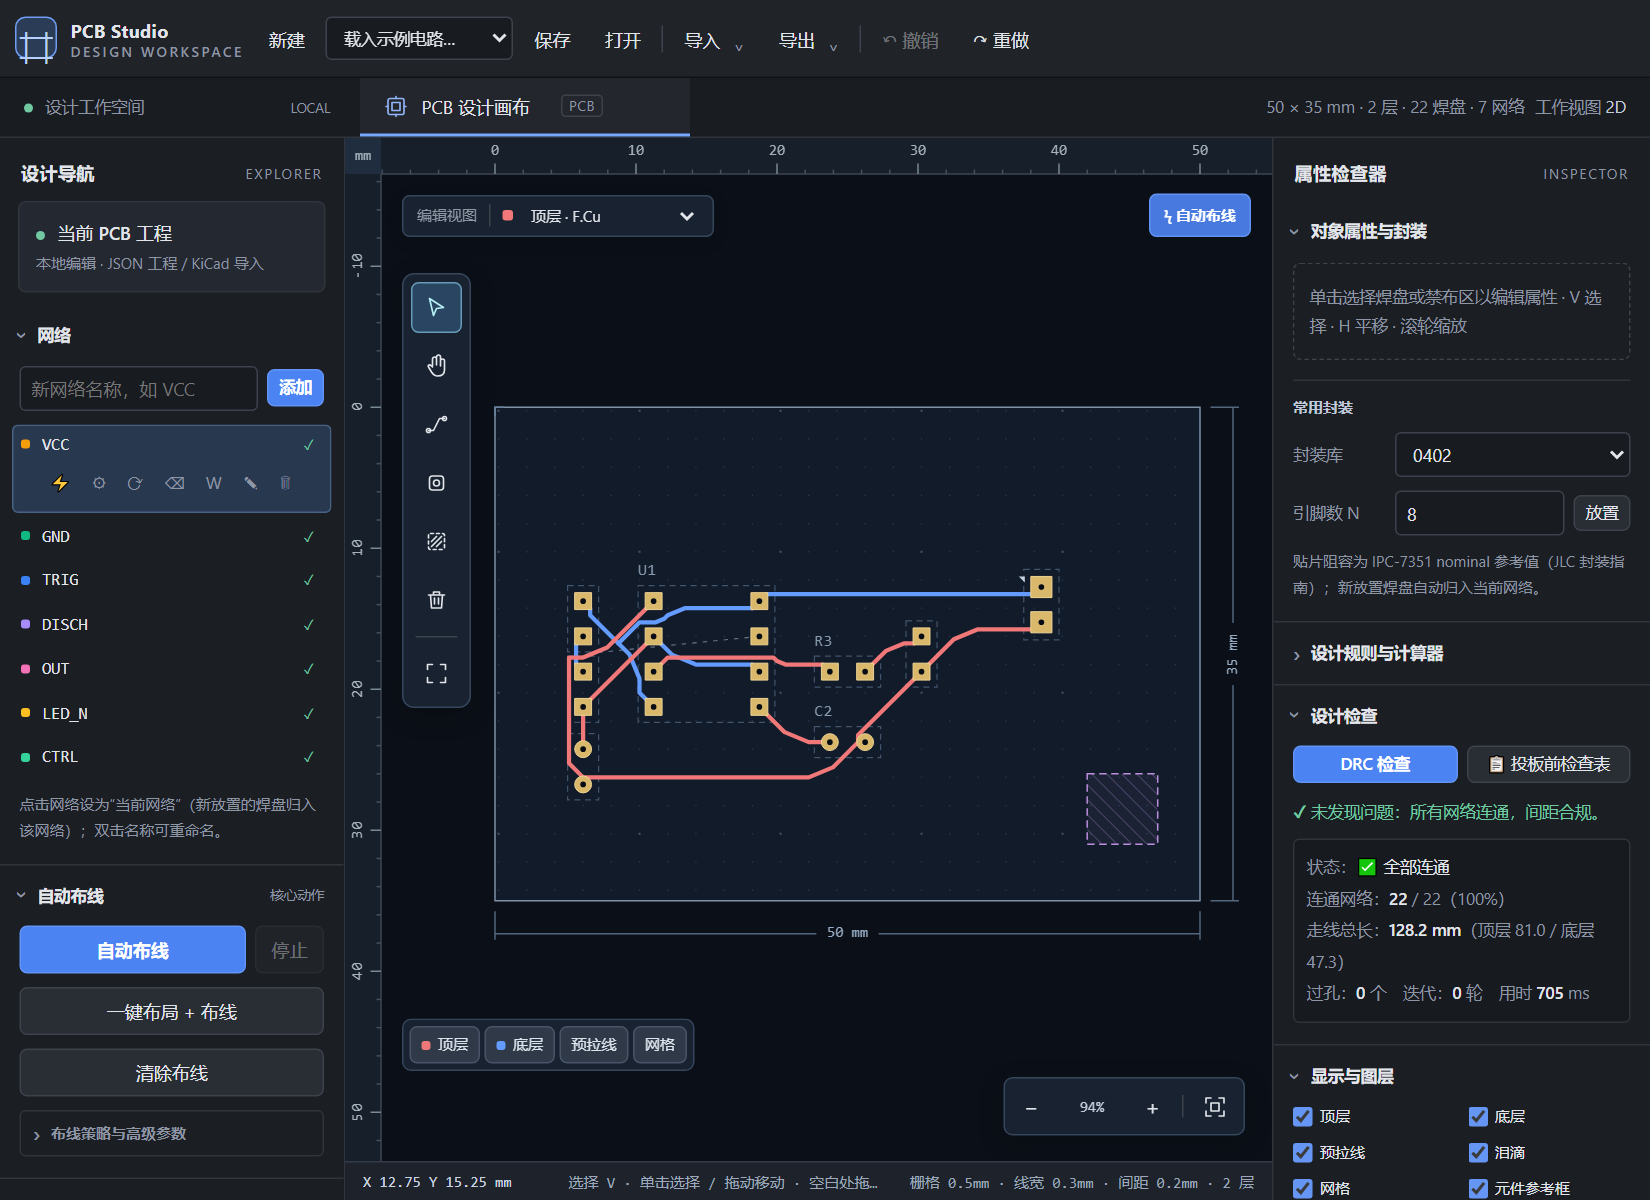 PCB Studio
DESIGN WORKSPACE
新建
载入示例电路...
保存
打开
导入
导出
撤销
重做
设计工作空间
LOCAL
PCB 设计画布
PCB
50 × 35 mm · 2 层 · 22 焊盘 · 7 网络
工作视图 2D
设计导航
EXPLORER
当前 PCB 工程
本地编辑 · JSON 工程 / KiCad 导入
网络
新网络名称，如 VCC
添加
VCC
W
GND
TRIG
DISCH
OUT
LED_N
CTRL
点击网络设为“当前网络”（新放置的焊盘归入
该网络）；双击名称可重命名。
自动布线
核心动作
自动布线
停止
一键布局 + 布线
清除布线
布线策略与高级参数
mm
0
10
20
30
40
50
-10
0
10
20
30
40
50
编辑视图
顶层 · F.Cu
自动布线
U1
R3
C2
35 mm
50 mm
顶层
底层
预拉线
网格
− 94% +
X 12.75 Y 15.25 mm
选择 V · 单击选择 / 拖动移动 · 空白处拖…
栅格 0.5mm · 线宽 0.3mm · 间距 0.2mm · 2 层
属性检查器
INSPECTOR
对象属性与封装
单击选择焊盘或禁布区以编辑属性 · V 选
择 · H 平移 · 滚轮缩放
常用封装
封装库
0402
引脚数 N
8
放置
贴片阻容为 IPC-7351 nominal 参考值（JLC 封装指
南）；新放置焊盘自动归入当前网络。
设计规则与计算器
设计检查
DRC 检查
投板前检查表
✓ 未发现问题：所有网络连通，间距合规。
状态：✅ 全部连通
连通网络：22 / 22（100%）
走线总长：128.2 mm（顶层 81.0 / 底层
47.3）
过孔：0 个 迭代：0 轮 用时 705 ms
显示与图层
顶层
底层
预拉线
泪滴
网格
元件参考框